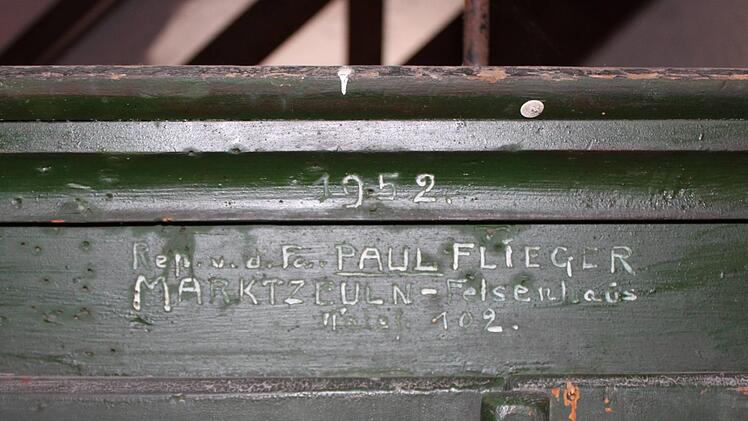 1952.
Rep. v. d. Fa. PAUL FLIEGER
MARKTZEULN - Felsenhaus
102.